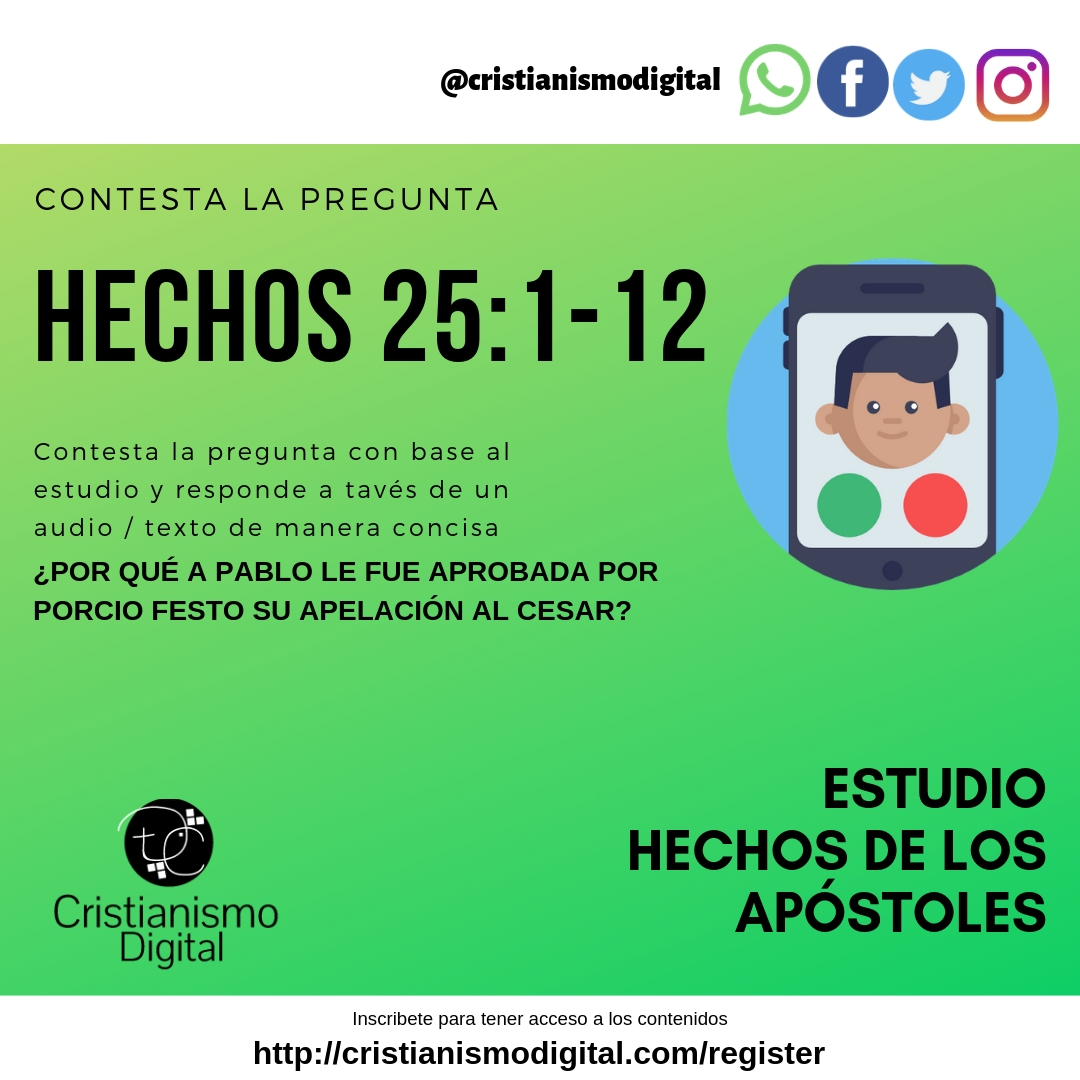 @cristianismodigital
CONTESTA LA PREGUNTA
HECHOS 25:1-12
Contesta la pregunta con base al
estudio y responde a tavés de un
audio / texto de manera concisa
¿POR QUÉ A PABLO LE FUE APROBADA POR
PORCIO FESTO SU APELACIÓN AL CESAR?
ESTUDIO
HECHOS DE LOS
APÓSTOLES
Cristianismo
Digital
Inscribete para tener acceso a los contenidos
http://cristianismodigital.com/register